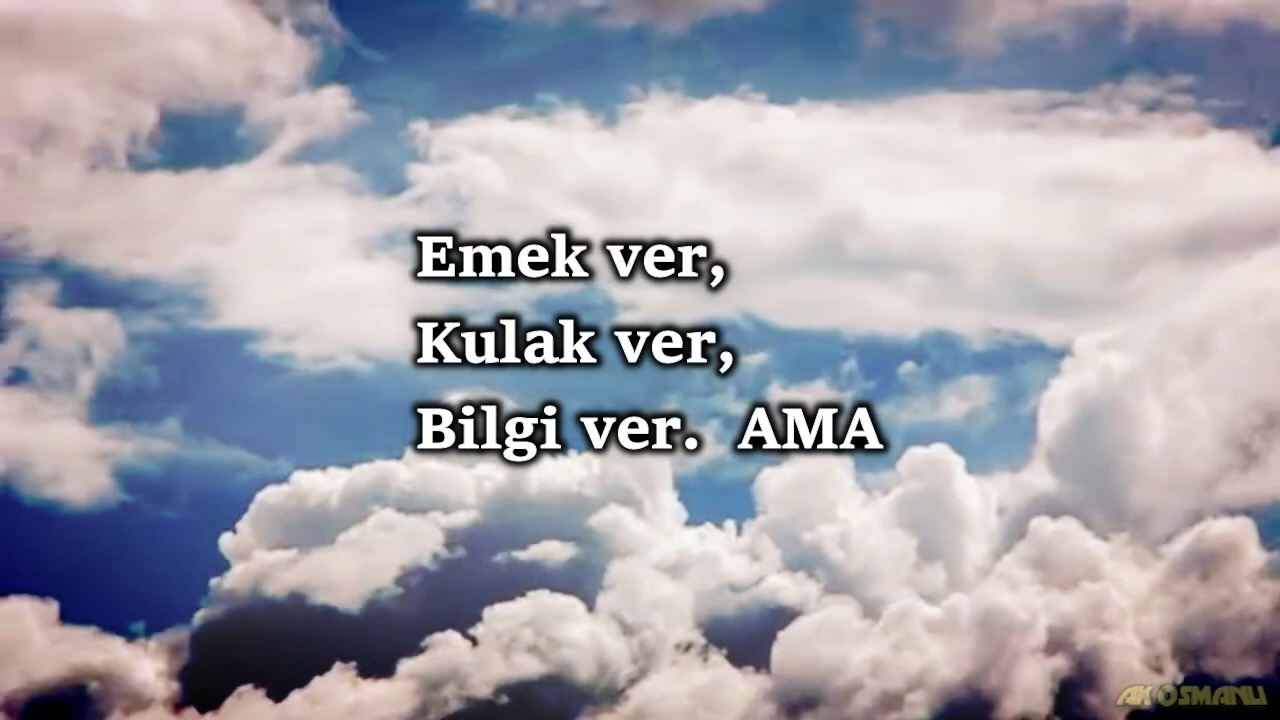 Emek ver,
Kulak ver,
Bilgi ver.  AMA
AK OSMANLI